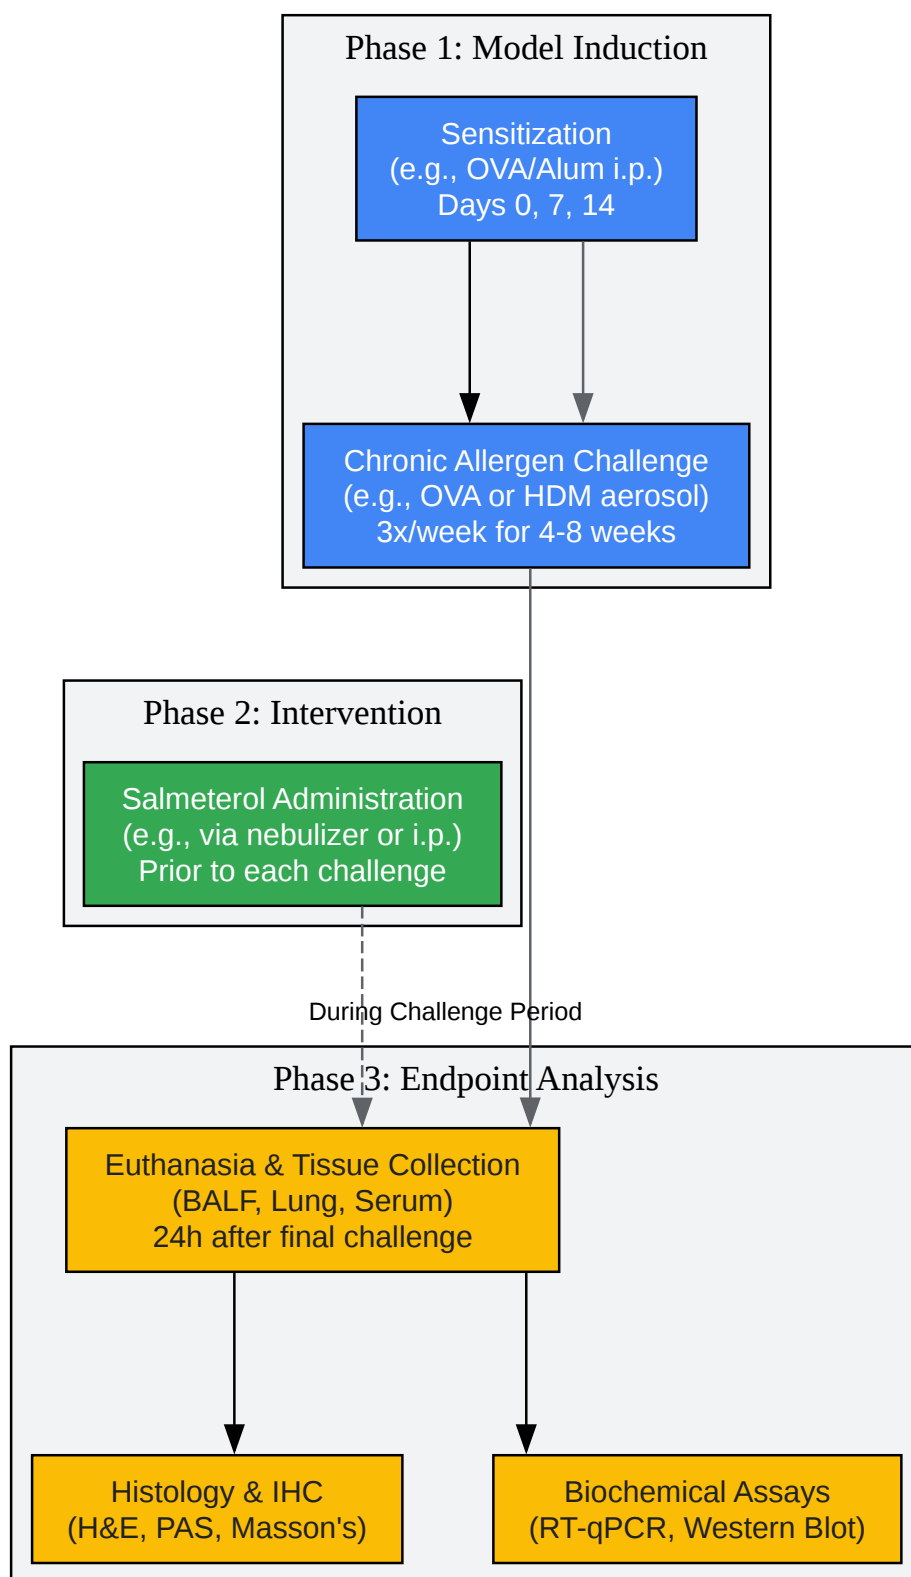 Phase 1: Model Induction
Sensitization
(e.g., OVA/Alum i.p.)
Days 0, 7, 14
Chronic Allergen Challenge
(e.g., OVA or HDM aerosol)
3x/week for 4-8 weeks
Phase 2: Intervention
Salmeterol Administration
(e.g., via nebulizer or i.p.)
Prior to each challenge
During Challenge Period
Phase 3: Endpoint Analysis
Euthanasia & Tissue Collection
(BALF, Lung, Serum)
24h after final challenge
Histology & IHC
(H&E, PAS, Masson's)
Biochemical Assays
(RT-qPCR, Western Blot)